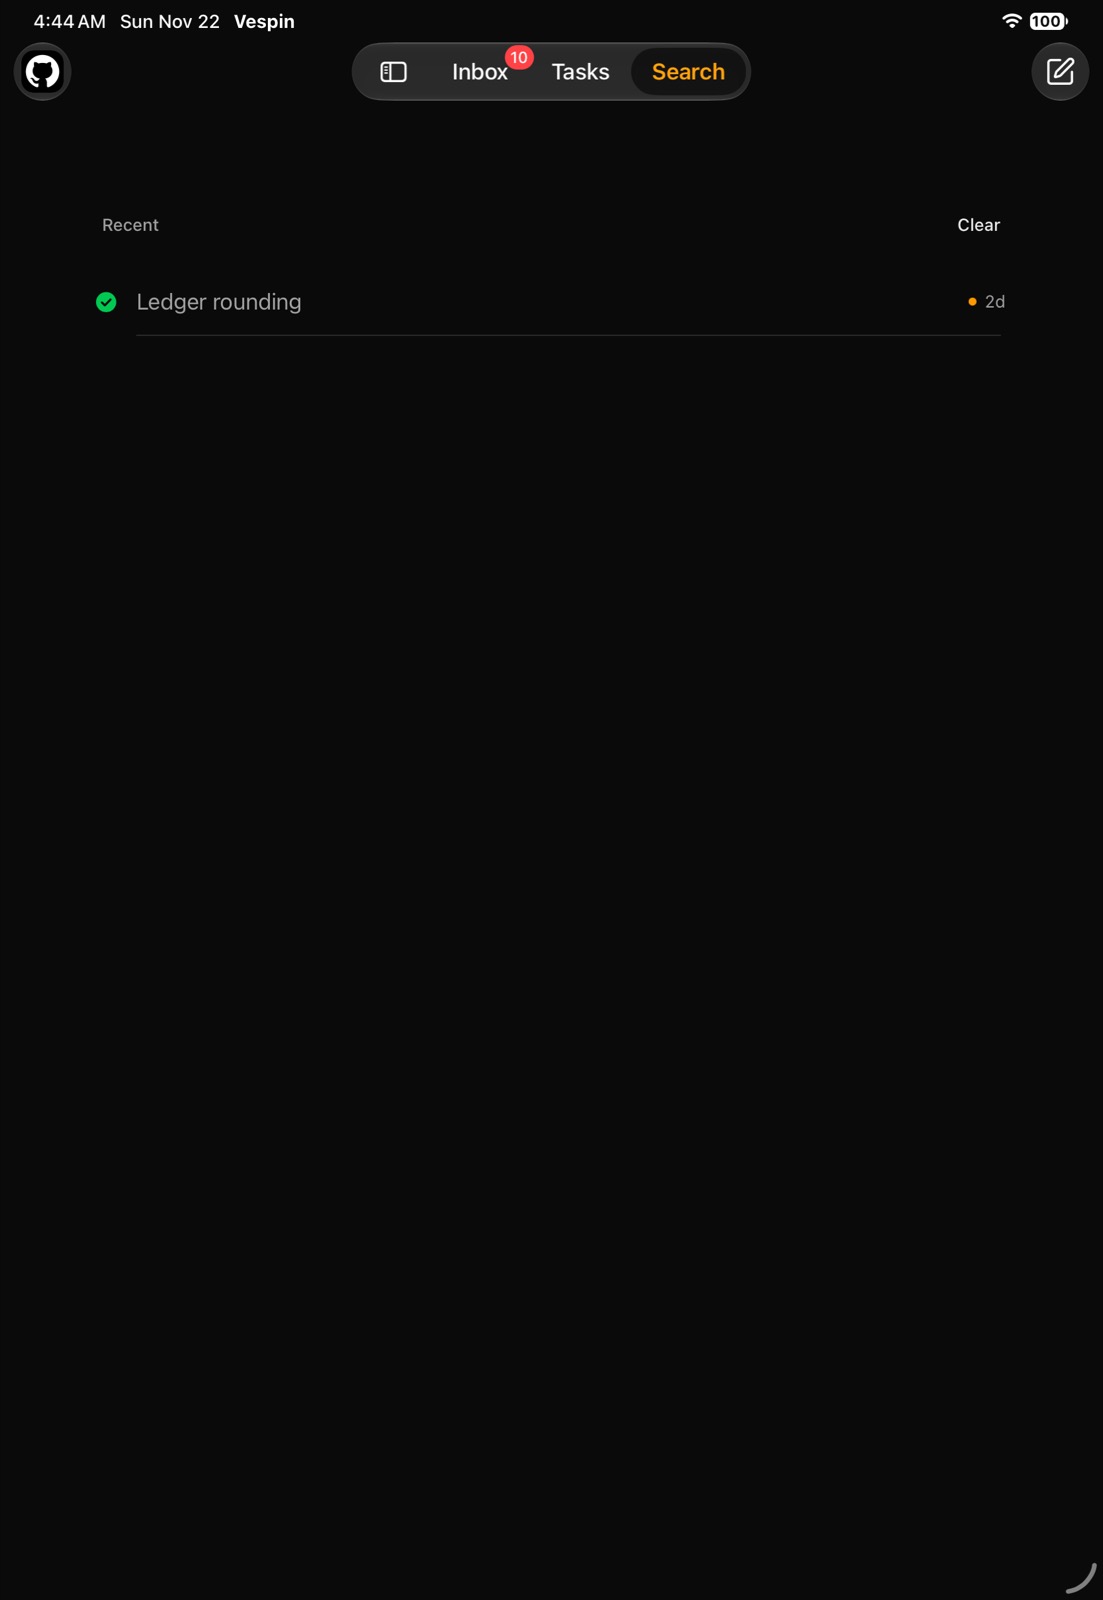 4:44 AM Sun Nov 22 Vespin
100
Inbox 10 Tasks Search
Recent Clear
Ledger rounding 2d